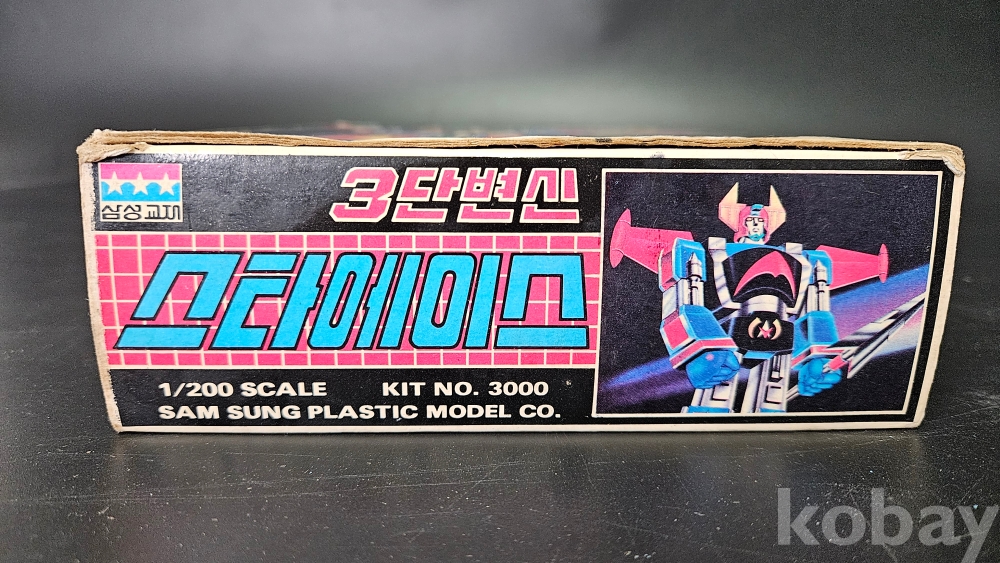 삼성교재
3단변신
스타에이스
1/200 SCALE KIT NO. 3000
SAM SUNG PLASTIC MODEL CO.
kobay